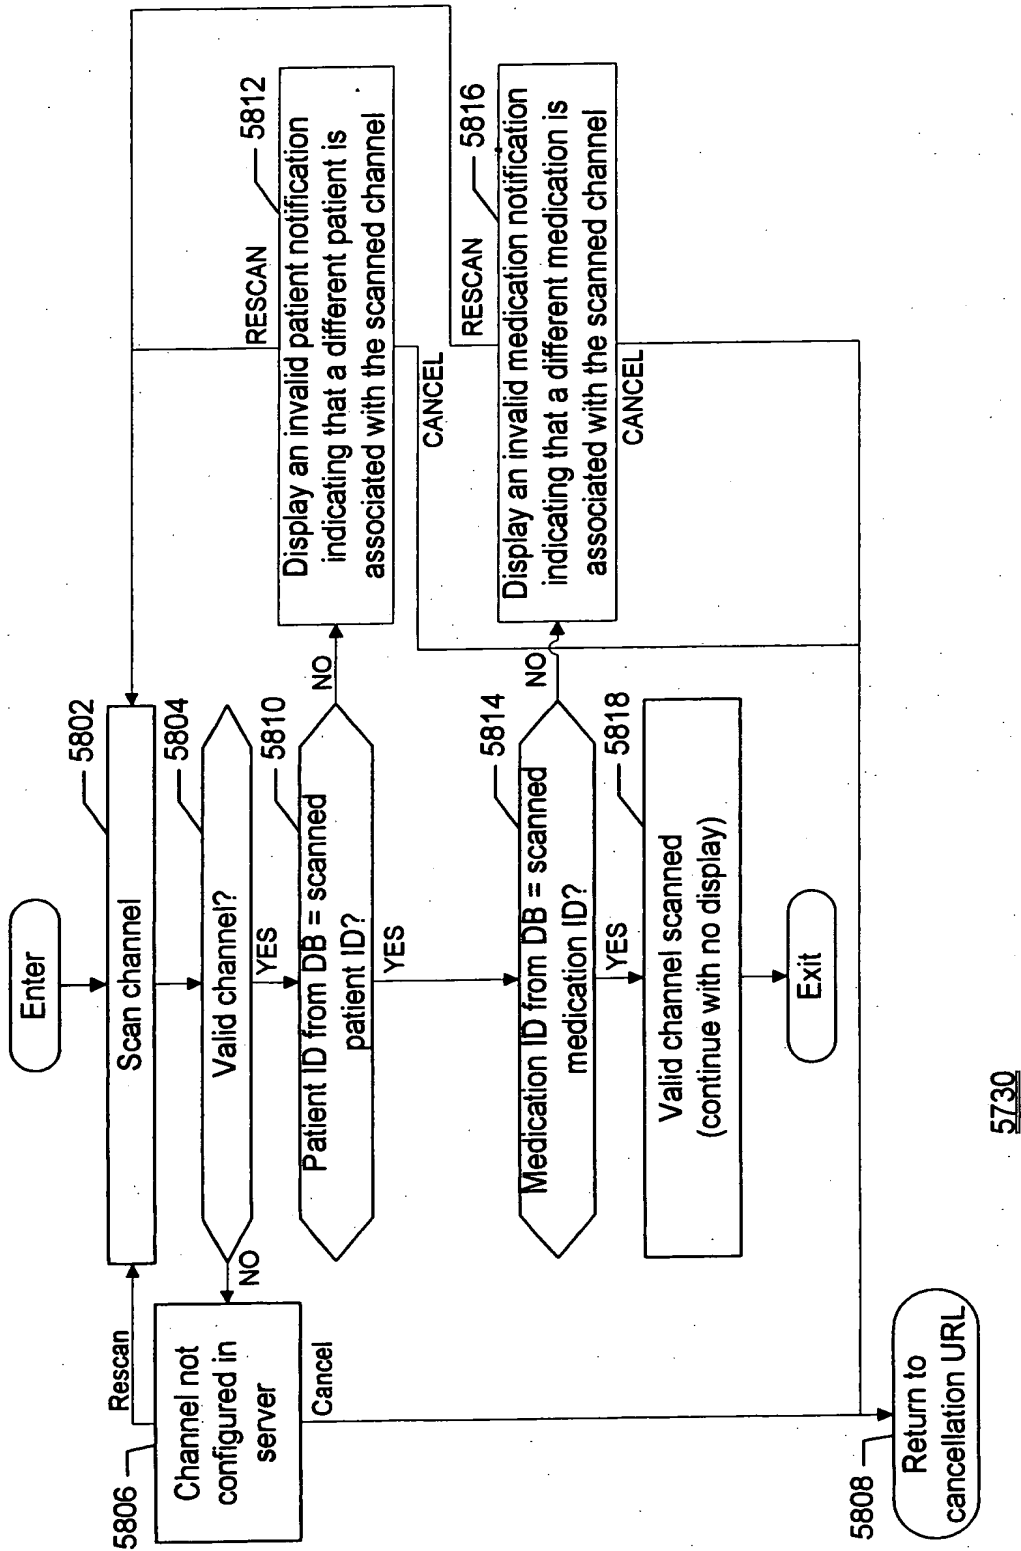 Enter
5802
Scan channel
5804
Valid channel?
YES
NO
Rescan
5806
Channel not
configured in
server
Cancel
5810
Patient ID from DB = scanned
patient ID?
YES
NO
RESCAN
5812
Display an invalid patient notification
indicating that a different patient is
associated with the scanned channel
CANCEL
5814
Medication ID from DB = scanned
medication ID?
YES
NO
RESCAN
5816
Display an invalid medication notification
indicating that a different medication is
associated with the scanned channel
CANCEL
5818
Valid channel scanned
(continue with no display)
Exit
5808
Return to
cancellation URL
5730